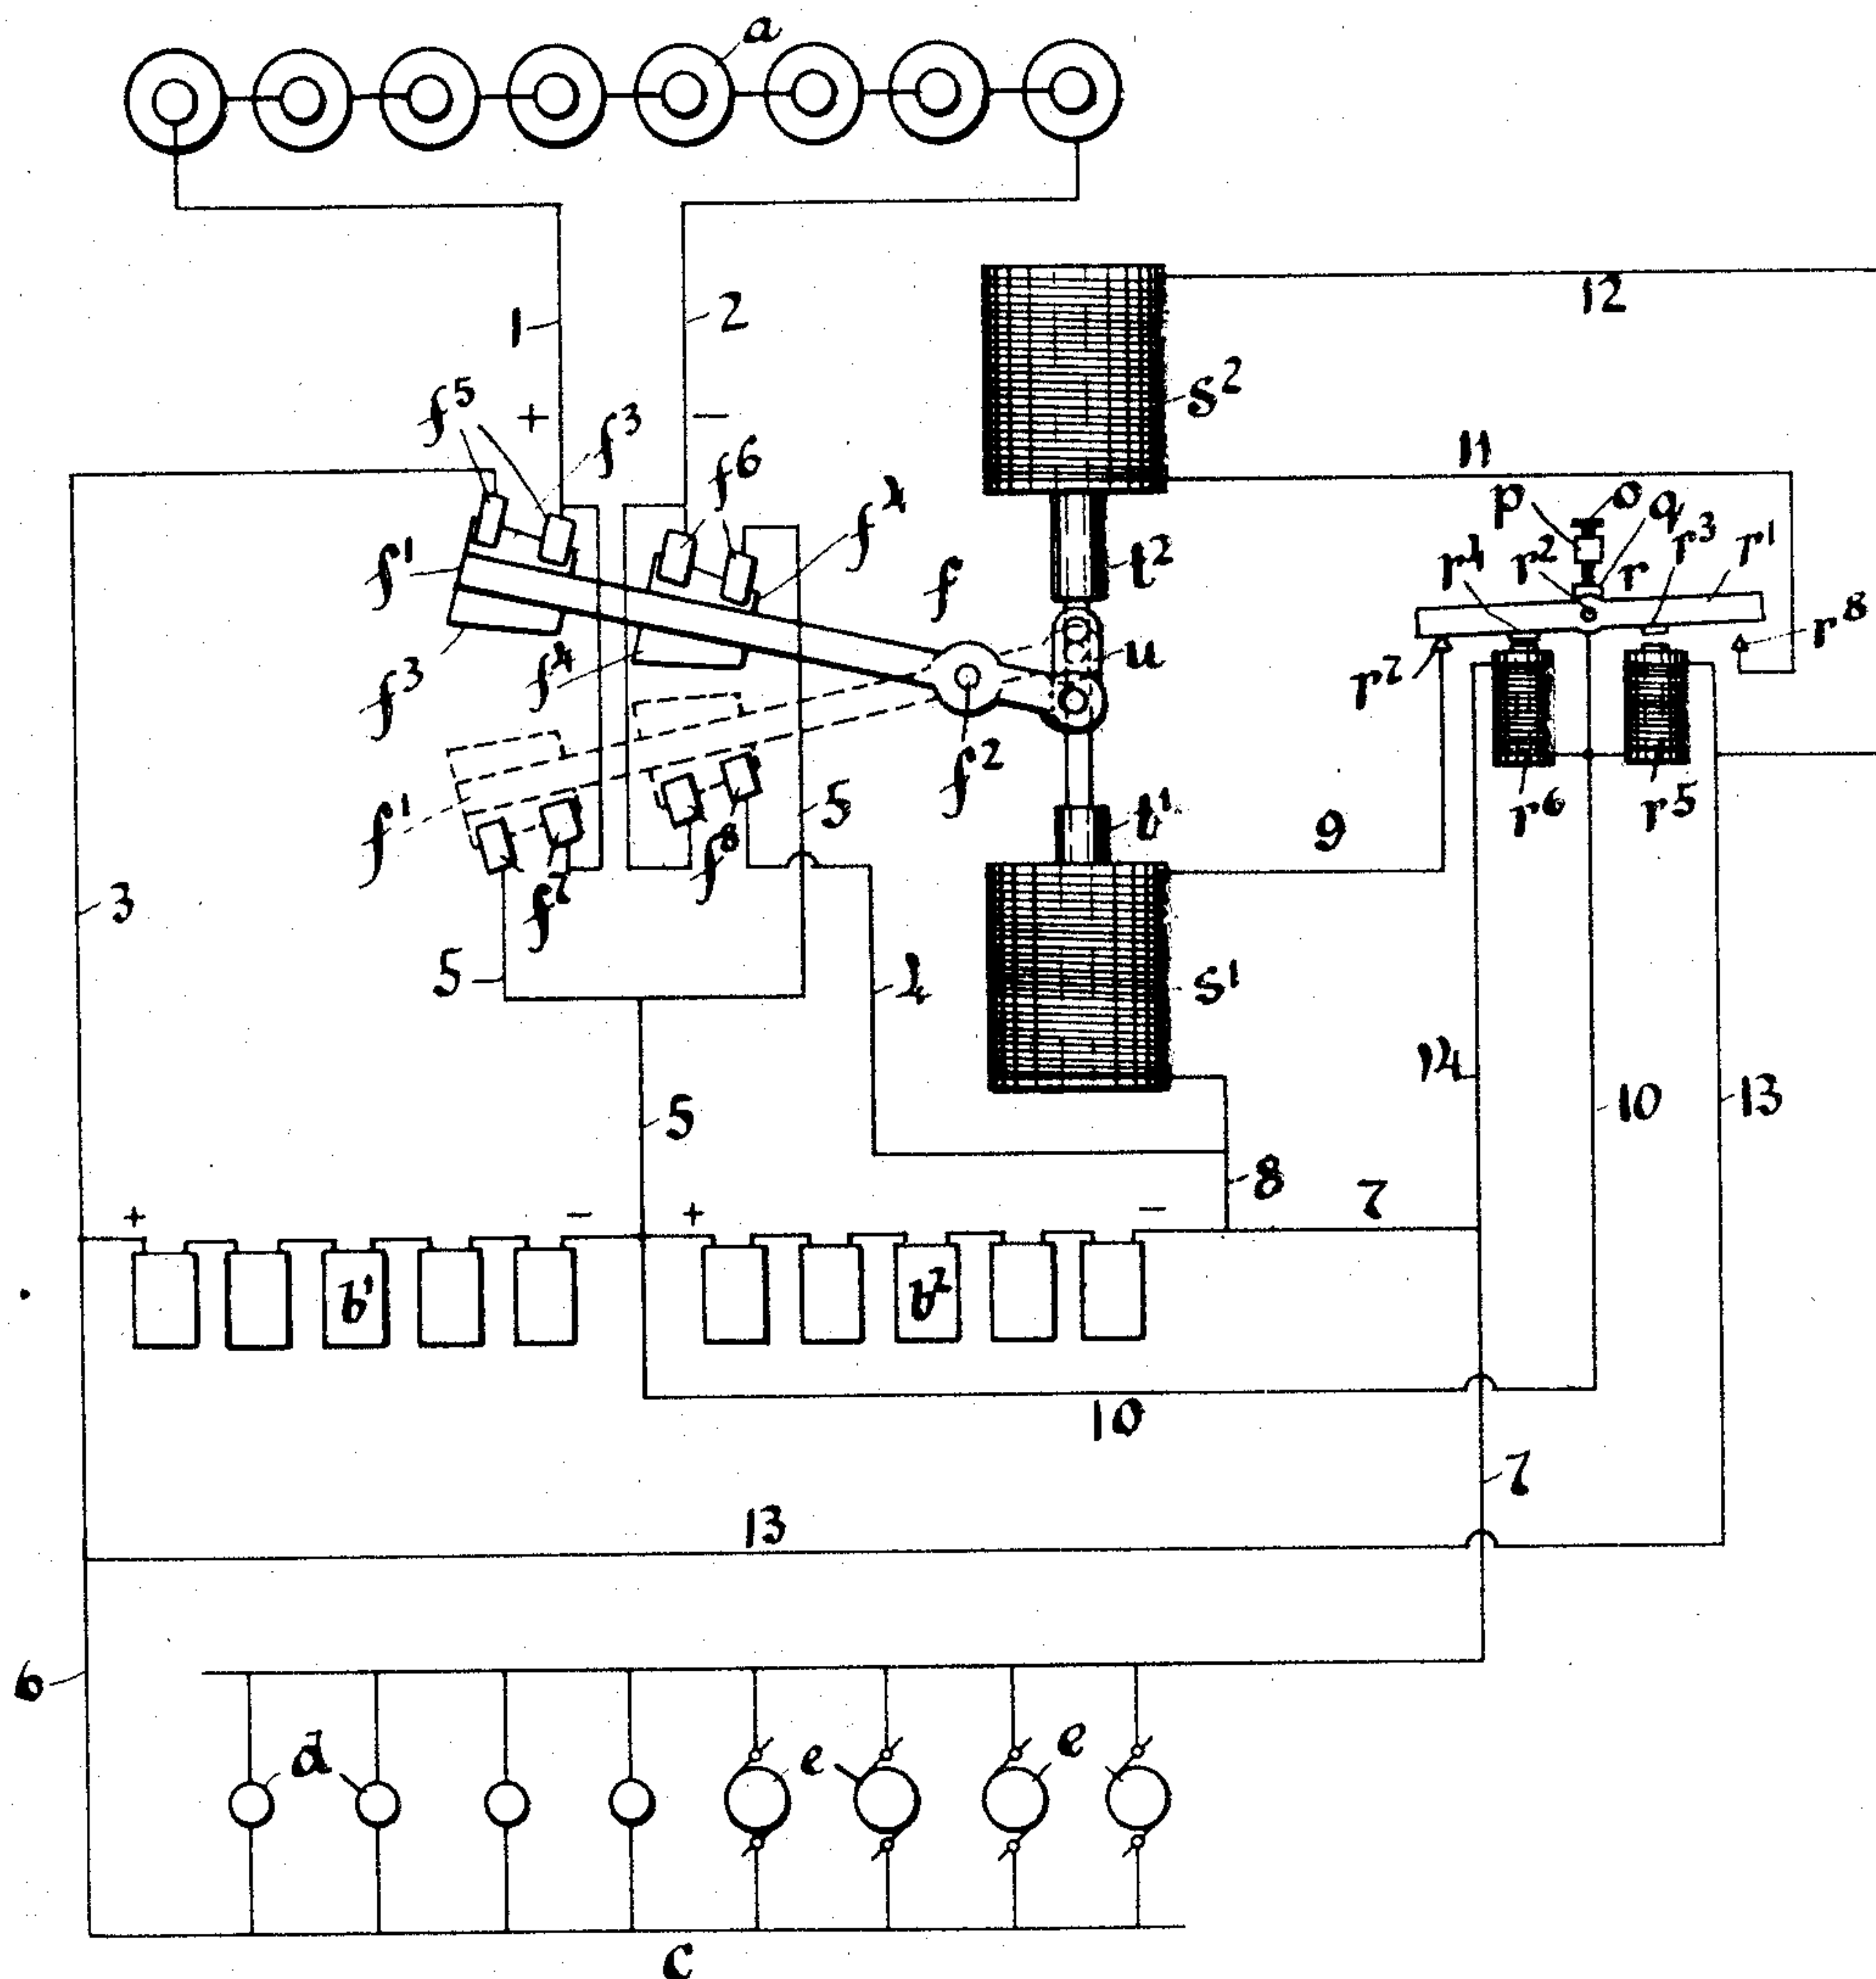 a
1
2
12
s²
f⁵
+
f³
−
f⁶
f⁴
11
p
o
q
r⁴
r²
r
r³
r¹
r⁸
f¹
f
t²
u
f³
f⁴
r⁷
f²
r⁶
r⁵
f¹
5
t¹
9
f⁷
f⁸
3
5
4
s¹
14
10
13
5
8
7
+
−
+
−
b¹
b²
10
7
13
6
d
e
e
c